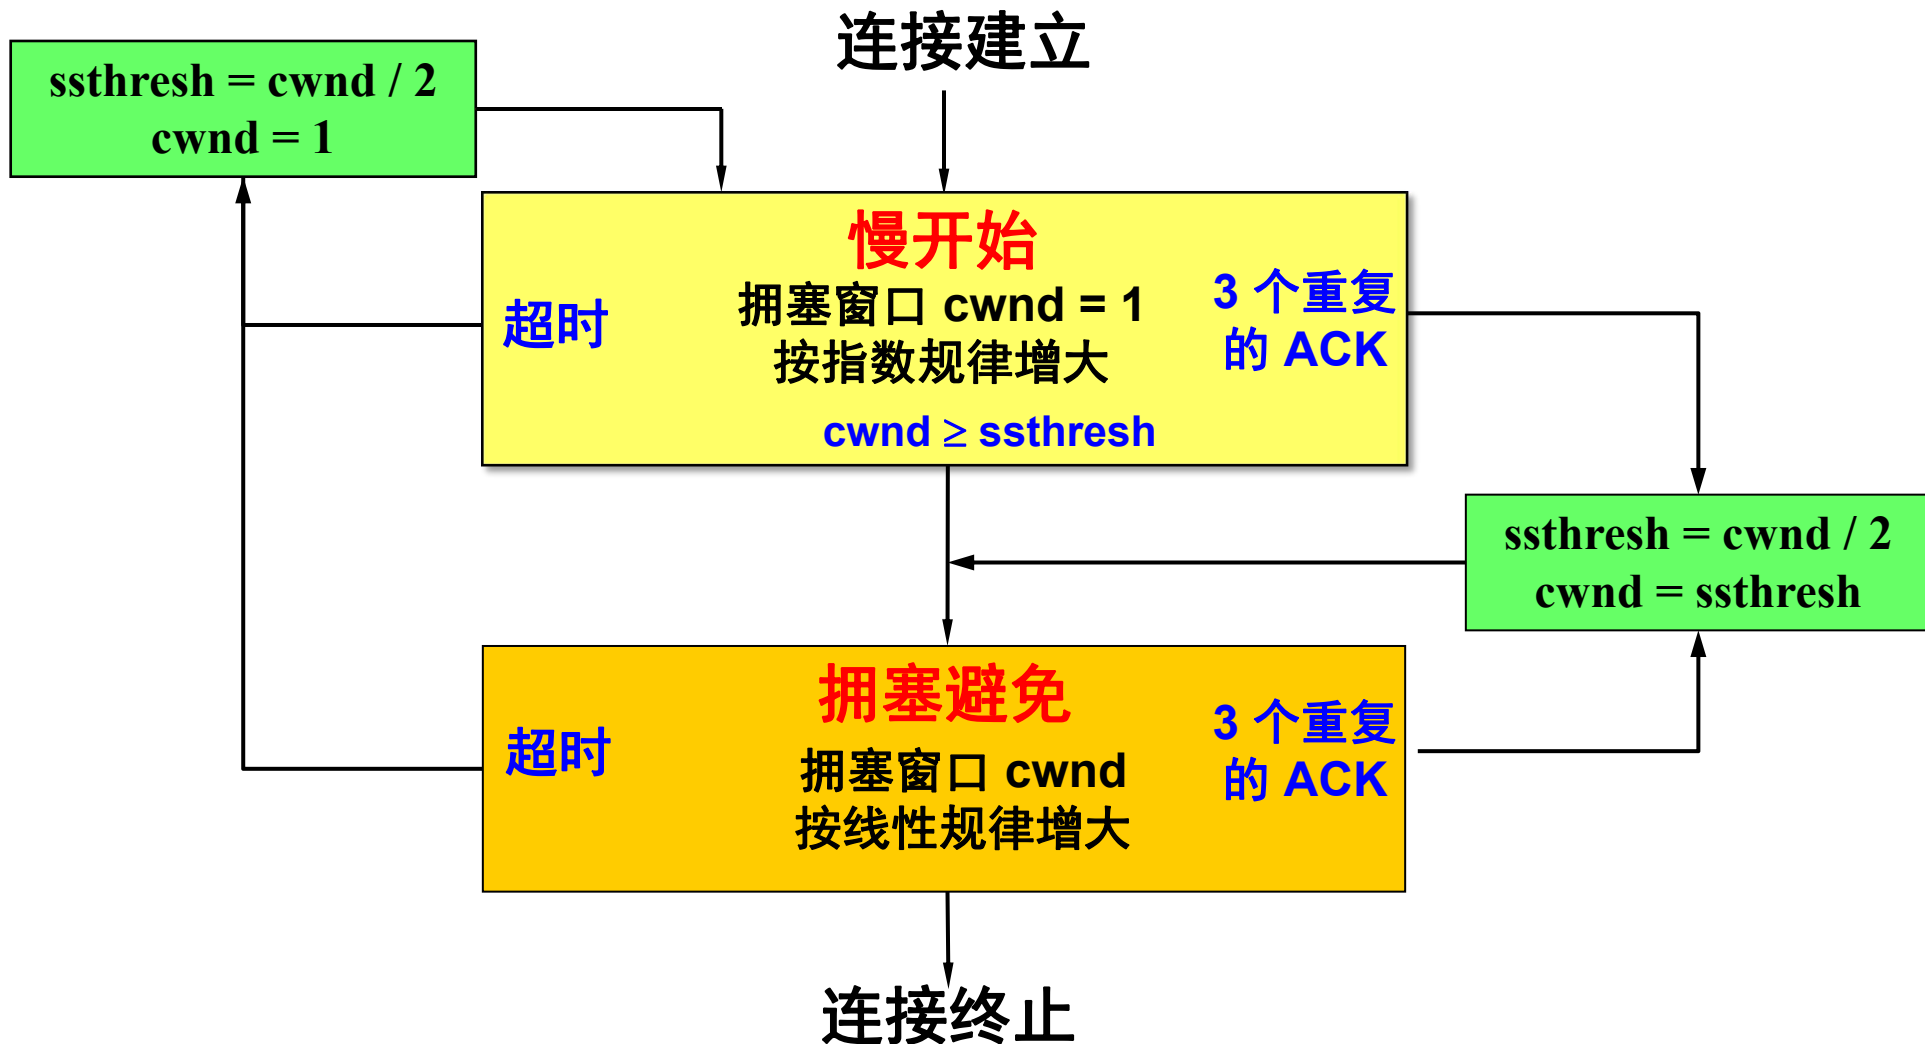 连接建立
ssthresh = cwnd / 2
cwnd = 1
慢开始
超时
拥塞窗口 cwnd = 1
按指数规律增大
3 个重复
的 ACK
cwnd ≥ ssthresh
ssthresh = cwnd / 2
cwnd = ssthresh
拥塞避免
超时
拥塞窗口 cwnd
按线性规律增大
3 个重复
的 ACK
连接终止